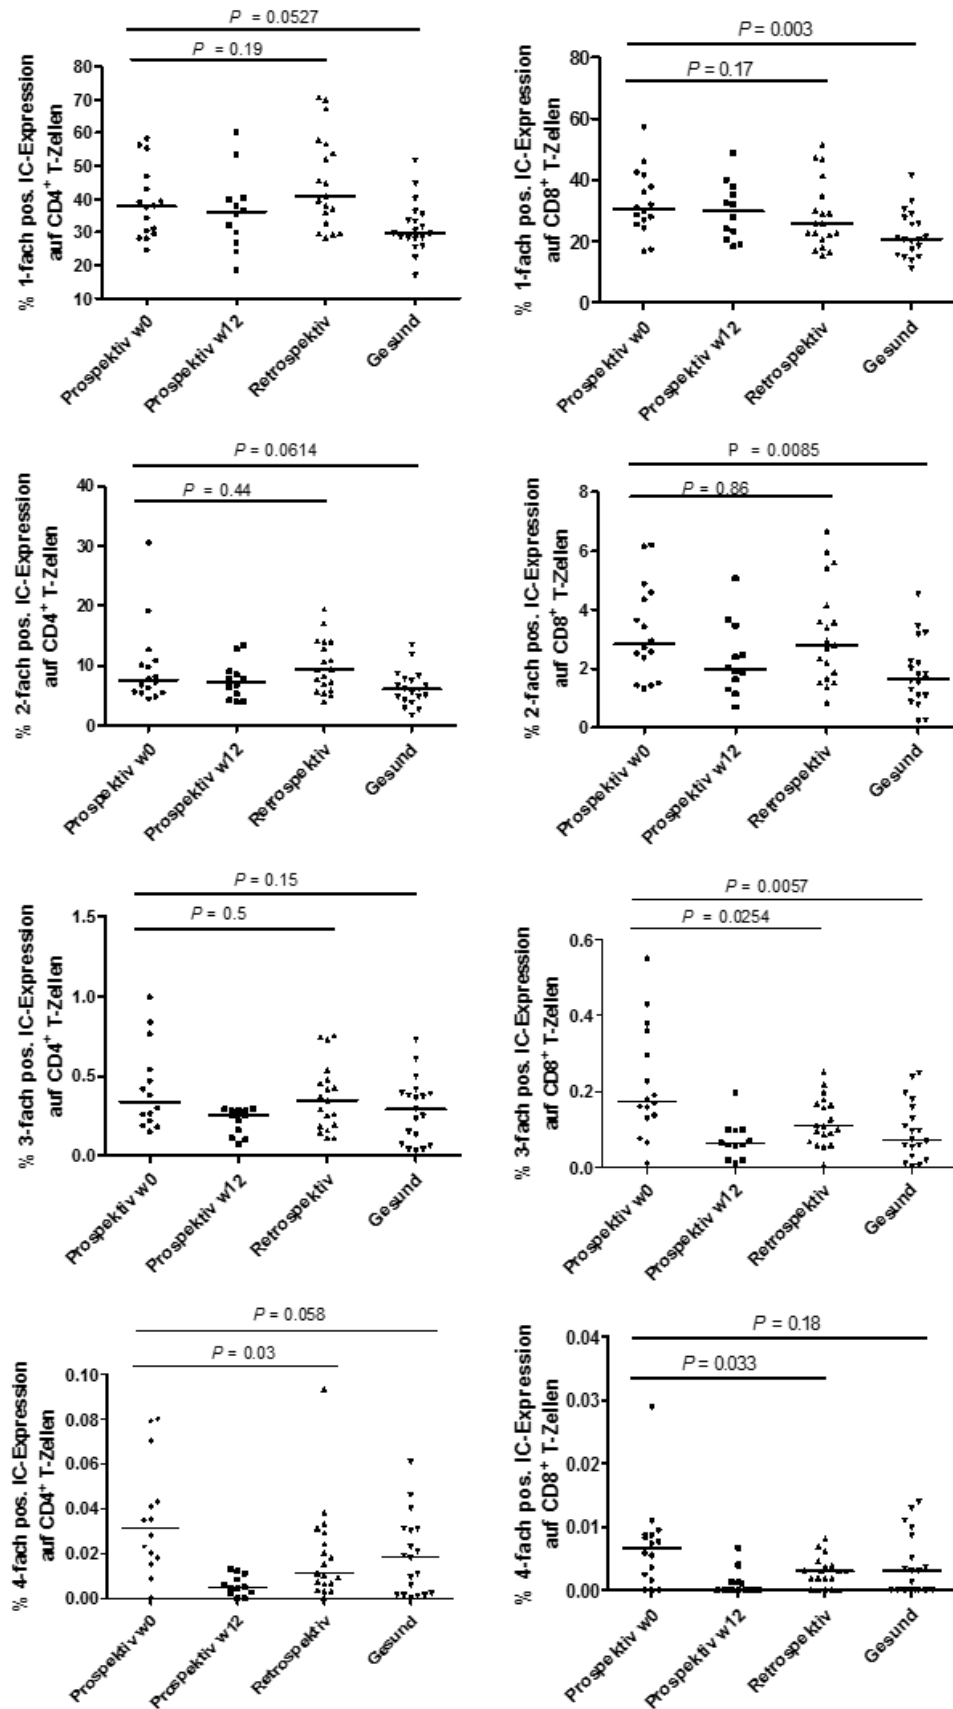 P = 0.0527
P = 0.19
% 1-fach pos. IC-Expression
auf CD4+ T-Zellen
80
70
60
50
40
30
20
10
Prospektiv w0
Prospektiv w12
Retrospektiv
Gesund
P = 0.003
P = 0.17
% 1-fach pos. IC-Expression
auf CD8+ T-Zellen
80
60
40
20
0
Prospektiv w0
Prospektiv w12
Retrospektiv
Gesund
P = 0.0614
P = 0.44
% 2-fach pos. IC-Expression
auf CD4+ T-Zellen
40
30
20
10
0
Prospektiv w0
Prospektiv w12
Retrospektiv
Gesund
P = 0.0085
P = 0.86
% 2-fach pos. IC-Expression
auf CD8+ T-Zellen
8
6
4
2
0
Prospektiv w0
Prospektiv w12
Retrospektiv
Gesund
P = 0.15
P = 0.5
% 3-fach pos. IC-Expression
auf CD4+ T-Zellen
1.5
1.0
0.5
0.0
Prospektiv w0
Prospektiv w12
Retrospektiv
Gesund
P = 0.0057
P = 0.0254
% 3-fach pos. IC-Expression
auf CD8+ T-Zellen
0.6
0.4
0.2
0.0
Prospektiv w0
Prospektiv w12
Retrospektiv
Gesund
P = 0.058
P = 0.03
% 4-fach pos. IC-Expression
auf CD4+ T-Zellen
0.10
0.08
0.06
0.04
0.02
0.00
Prospektiv w0
Prospektiv w12
Retrospektiv
Gesund
P = 0.18
P = 0.033
% 4-fach pos. IC-Expression
auf CD8+ T-Zellen
0.04
0.03
0.02
0.01
0.00
Prospektiv w0
Prospektiv w12
Retrospektiv
Gesund